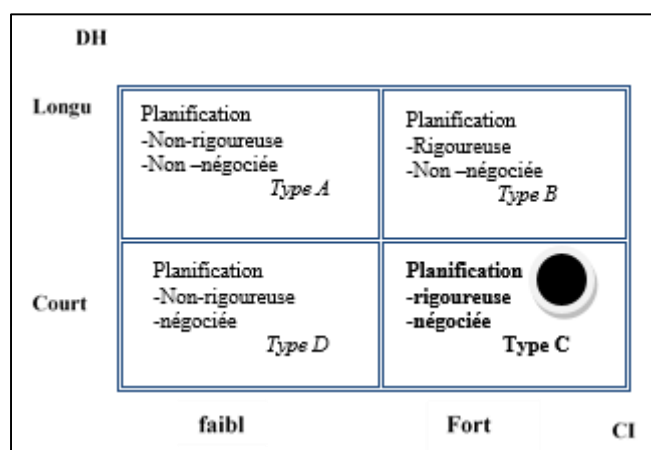 DH
Longu
Planification
-Non-rigoureuse
-Non –négociée
Type A
Planification
-Rigoureuse
-Non –négociée
Type B
Court
Planification
-Non-rigoureuse
-négociée
Type D
Planification
-rigoureuse
-négociée
Type C
faibl
Fort
CI